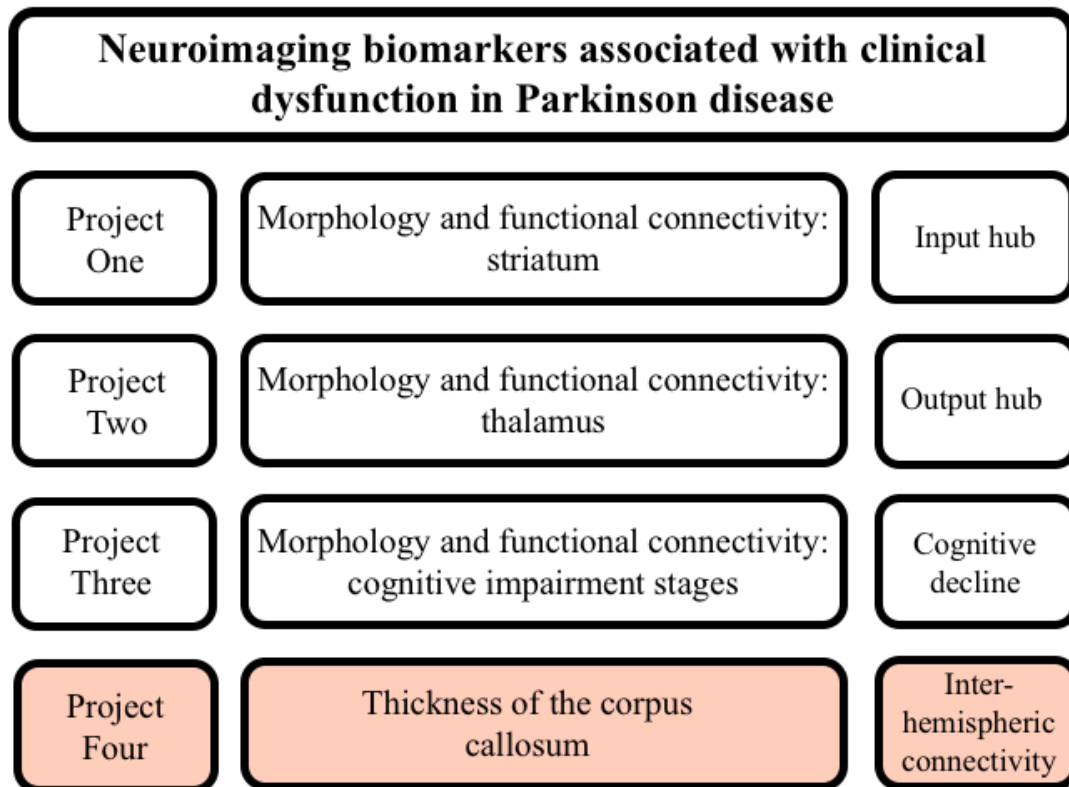 Neuroimaging biomarkers associated with clinical
dysfunction in Parkinson disease
Project
One
Morphology and functional connectivity:
striatum
Input hub
Project
Two
Morphology and functional connectivity:
thalamus
Output hub
Project
Three
Morphology and functional connectivity:
cognitive impairment stages
Cognitive
decline
Project
Four
Thickness of the corpus
callosum
Inter-
hemispheric
connectivity